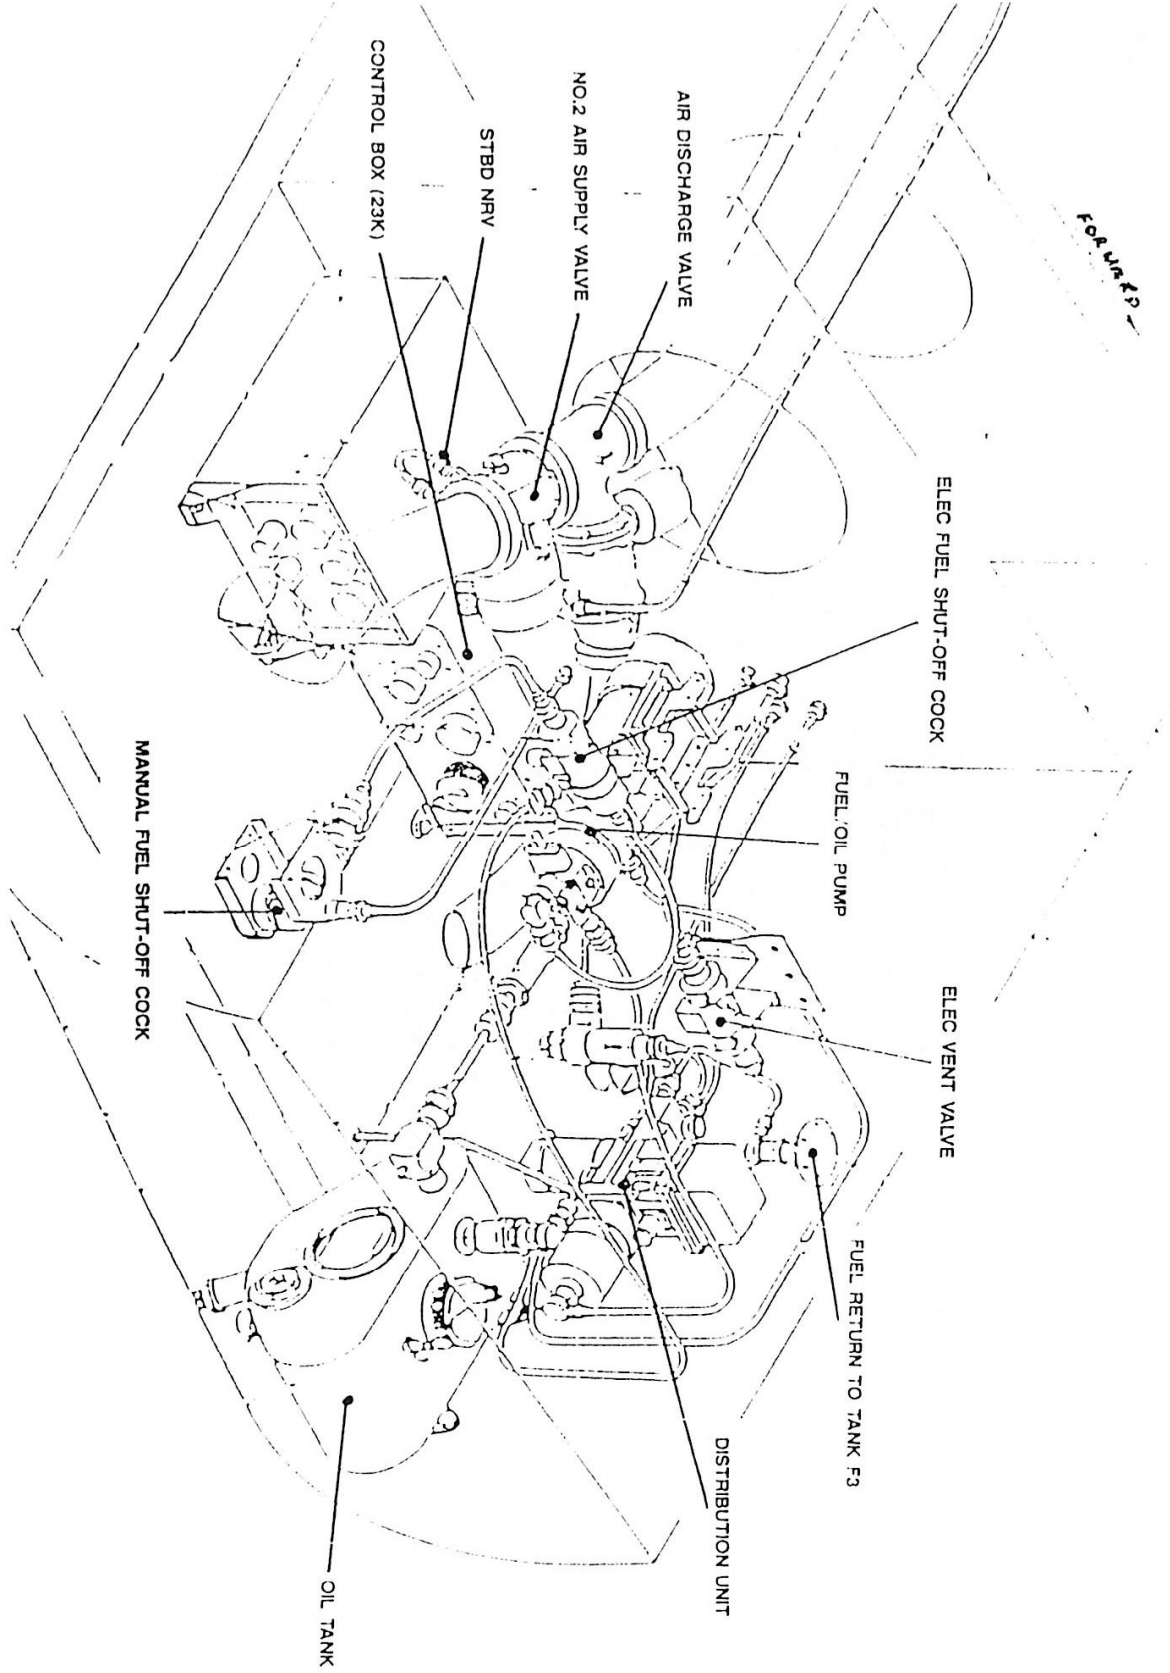 FORWARD
ELEC FUEL SHUT-OFF COCK
ELEC VENT VALVE
FUEL/OIL PUMP
FUEL RETURN TO TANK F3
AIR DISCHARGE VALVE
DISTRIBUTION UNIT
NO.2 AIR SUPPLY VALVE
STBD NRV
CONTROL BOX (23K)
OIL TANK
MANUAL FUEL SHUT-OFF COCK